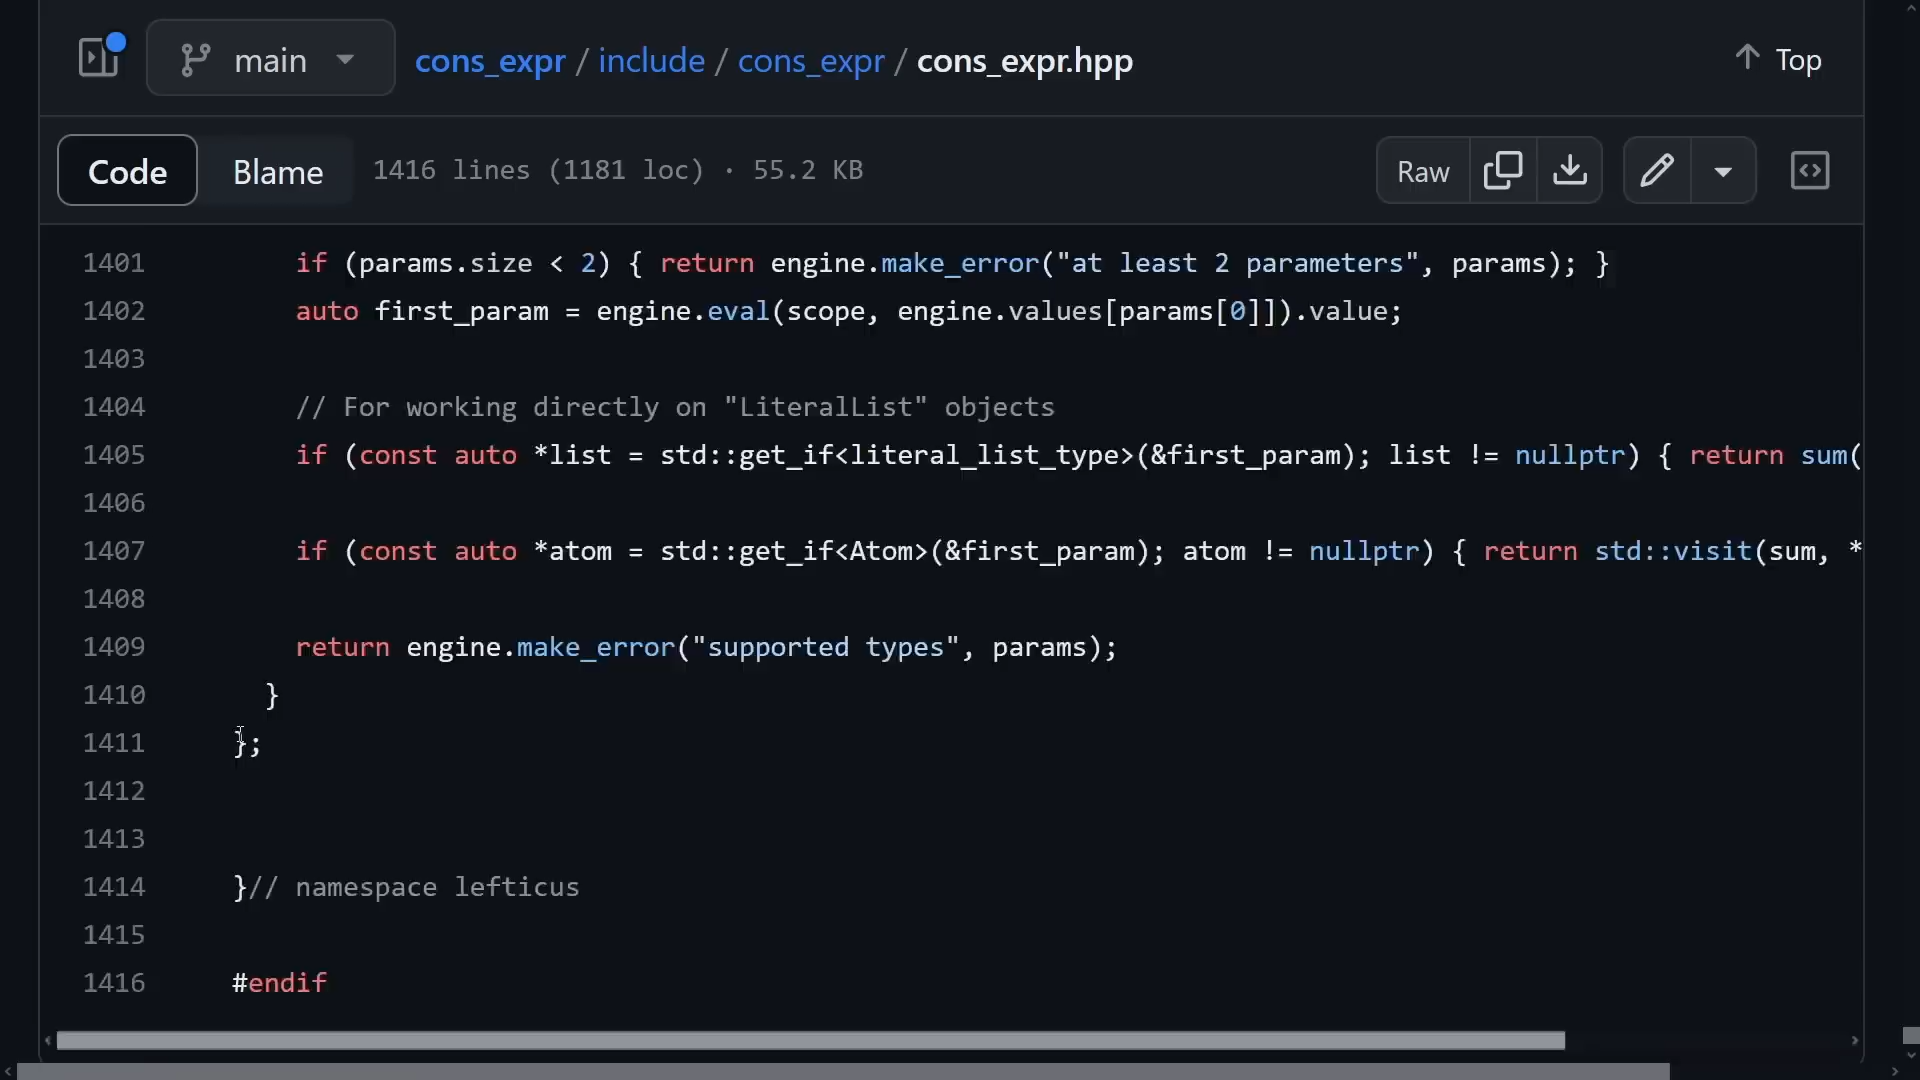 main cons_expr / include / cons_expr / cons_expr.hpp Top
Code Blame 1416 lines (1181 loc) · 55.2 KB Raw
1401 if (params.size < 2) { return engine.make_error("at least 2 parameters", params); }
1402 auto first_param = engine.eval(scope, engine.values[params[0]]).value;
1403
1404 // For working directly on "LiteralList" objects
1405 if (const auto *list = std::get_if<literal_list_type>(&first_param); list != nullptr) { return sum(
1406
1407 if (const auto *atom = std::get_if<Atom>(&first_param); atom != nullptr) { return std::visit(sum, *
1408
1409 return engine.make_error("supported types", params);
1410 }
1411 };
1412
1413
1414 }// namespace lefticus
1415
1416 #endif